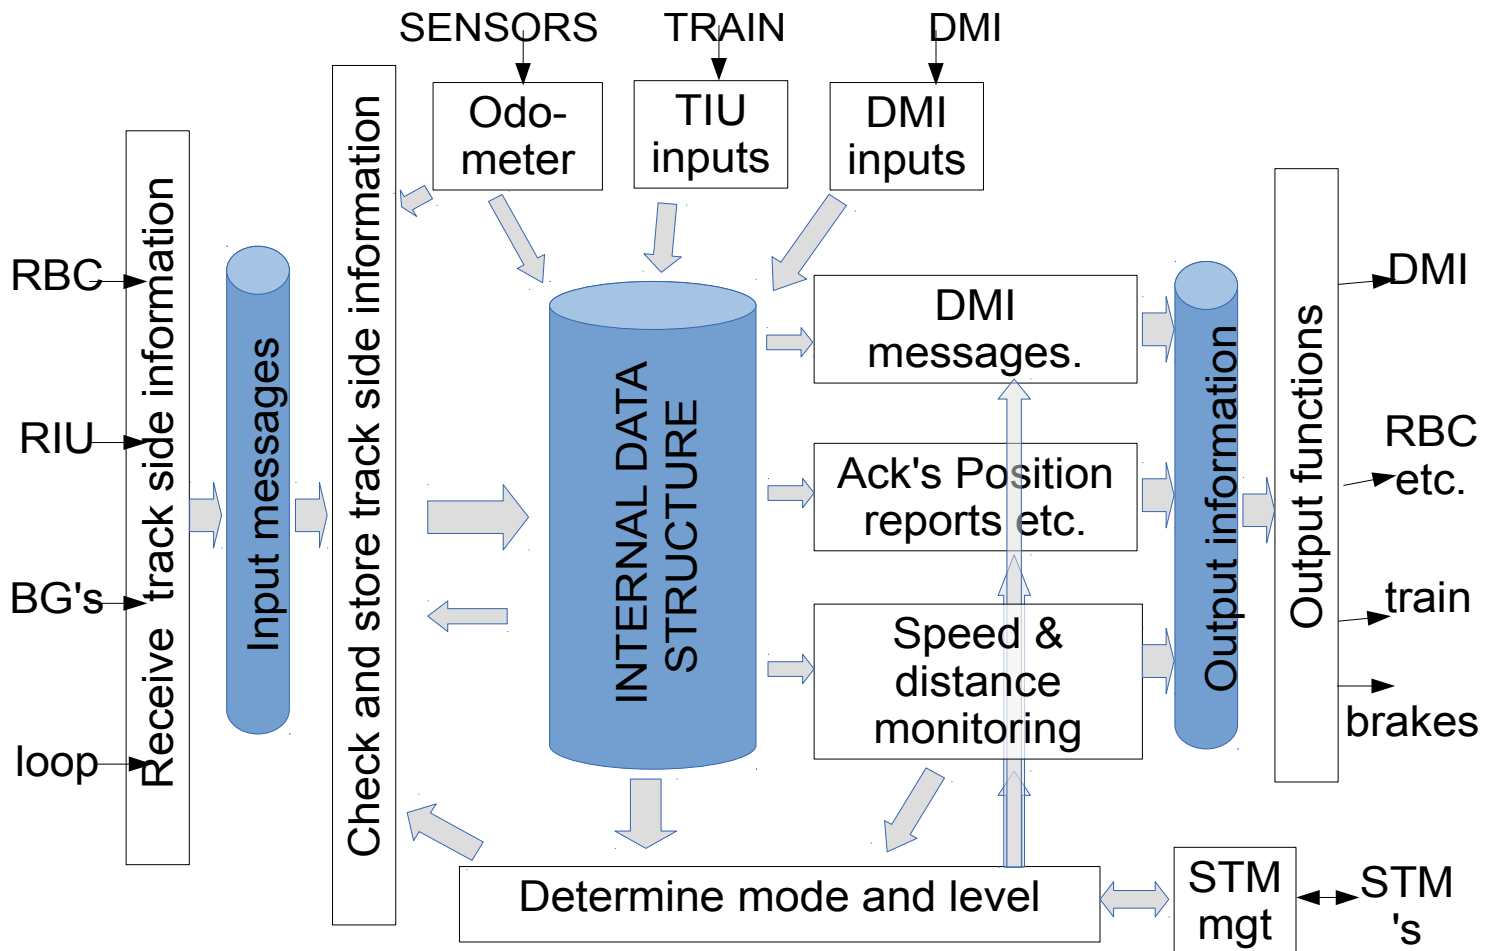 SENSORS
TRAIN
DMI
Odo-
meter
TIU
inputs
DMI
inputs
RBC
RIU
BG's
loop
Receive track side information
Input messages
Check and store track side information
INTERNAL DATA
STRUCTURE
DMI
messages.
Ack's Position
reports etc.
Speed &
distance
monitoring
Output information
Output functions
DMI
RBC
etc.
train
brakes
Determine mode and level
STM
mgt
STM
's